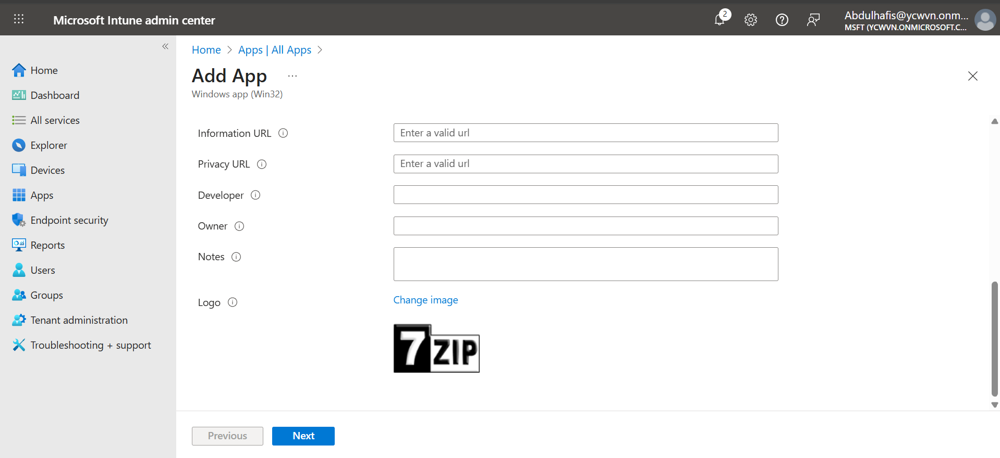 Microsoft Intune admin center
2
Abdulhafis@ycwvn.onm...
MSFT (YCWVN.ONMICROSOFT.C...
Home
Dashboard
All services
Explorer
Devices
Apps
Endpoint security
Reports
Users
Groups
Tenant administration
Troubleshooting + support
Home > Apps | All Apps >
Add App ...
Windows app (Win32)
Information URL
Enter a valid url
Privacy URL
Enter a valid url
Developer
Owner
Notes
Logo
Change image
7 ZIP
Previous
Next